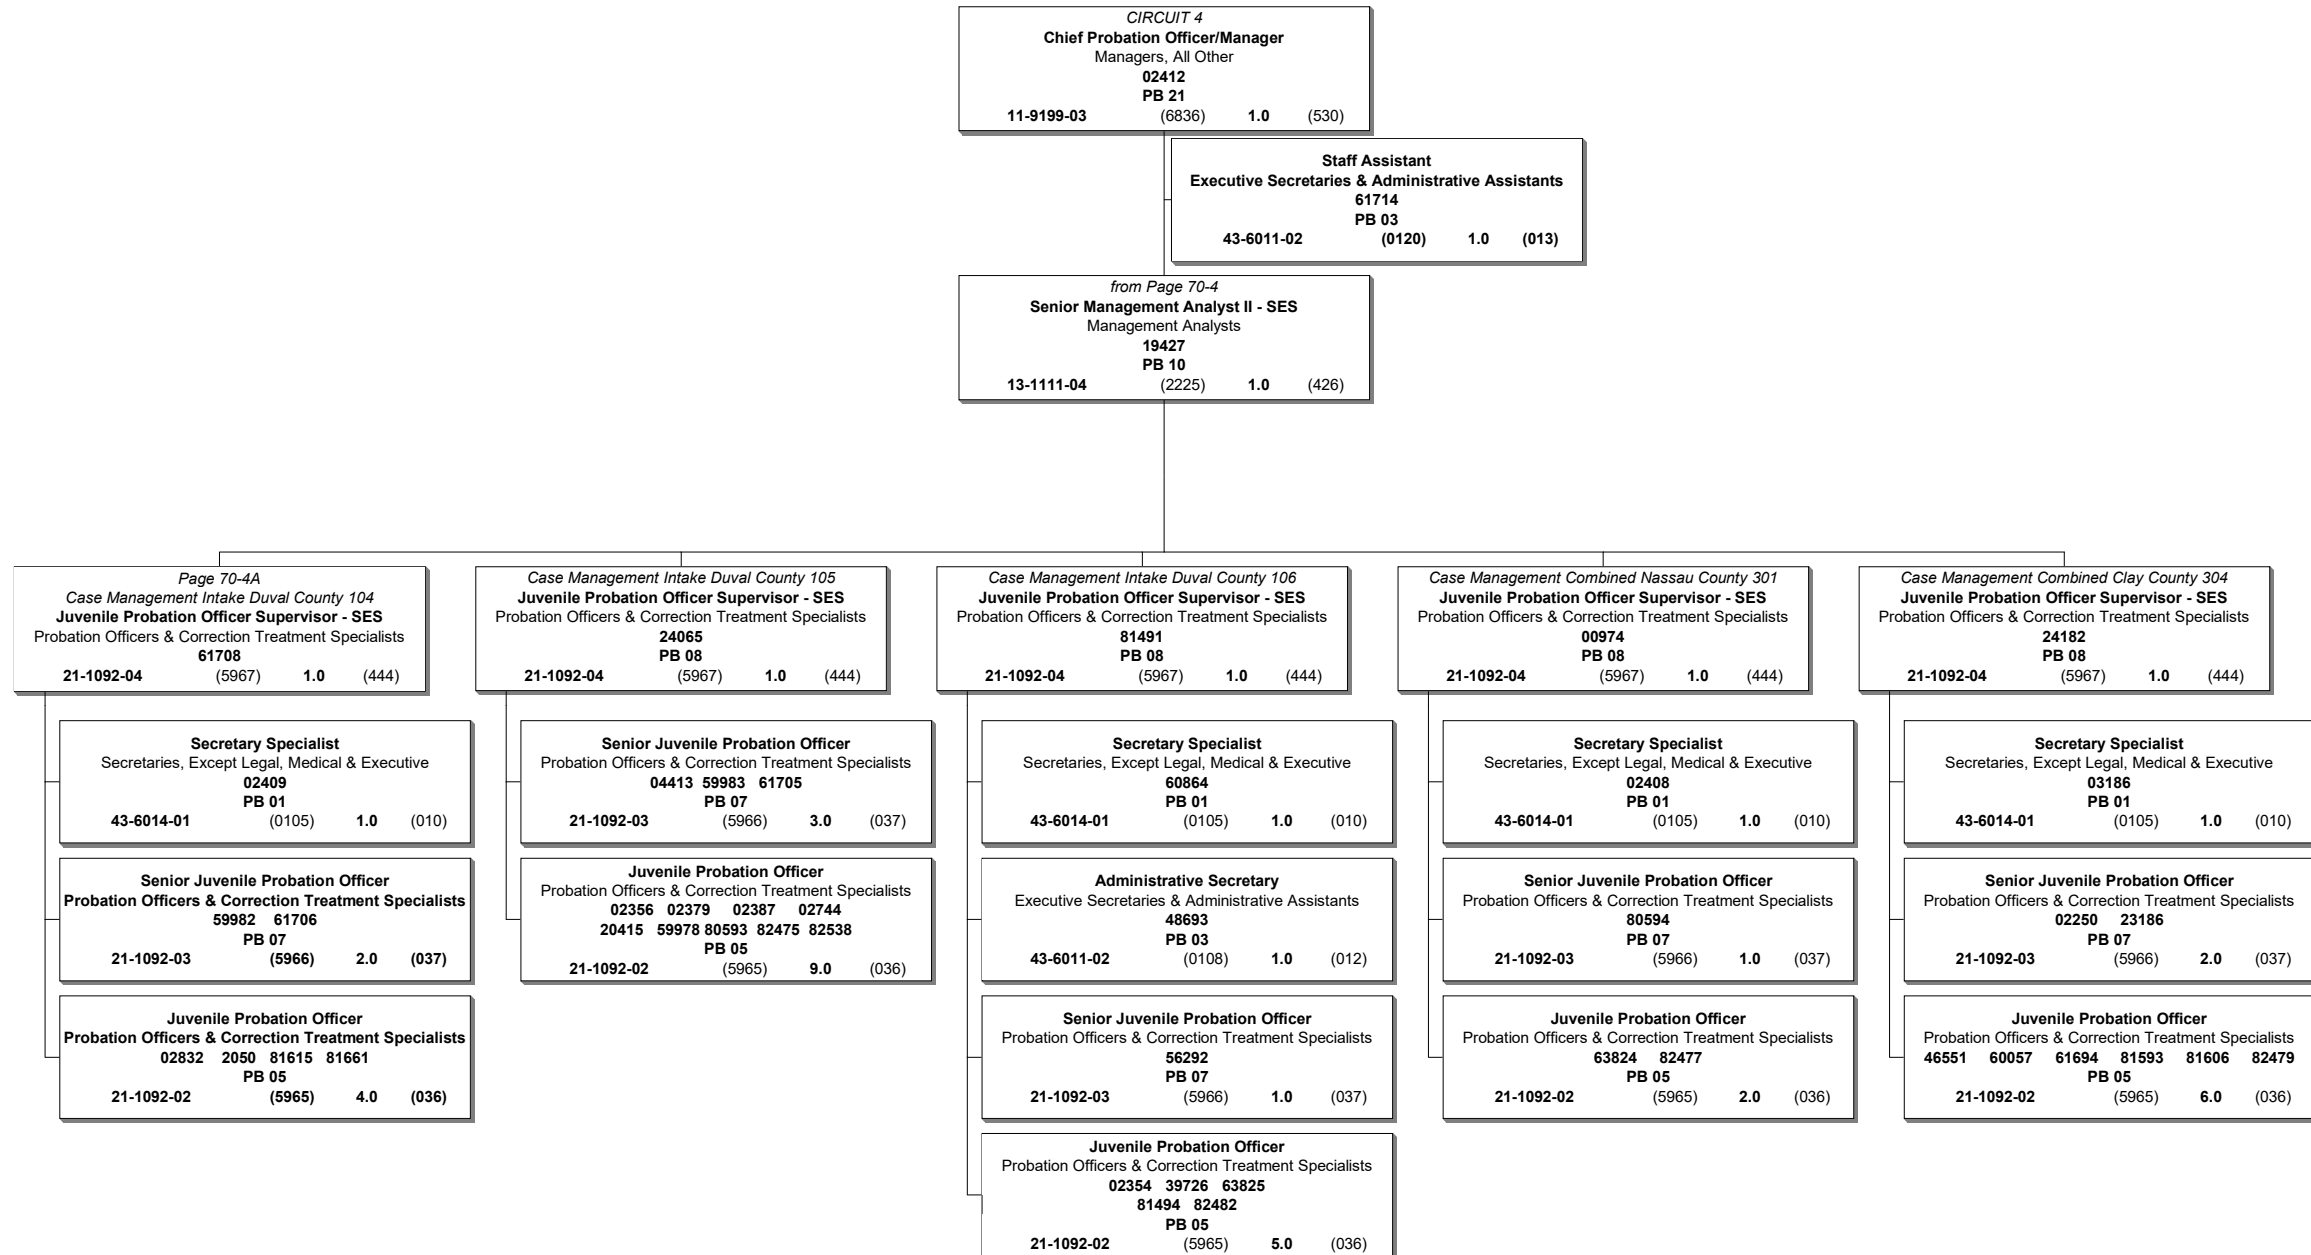 CIRCUIT 4
Chief Probation Officer/Manager
Managers, All Other
02412
PB 21
11-9199-03 (6836) 1.0 (530)
Staff Assistant
Executive Secretaries & Administrative Assistants
61714
PB 03
43-6011-02 (0120) 1.0 (013)
from Page 70-4
Senior Management Analyst II - SES
Management Analysts
19427
PB 10
13-1111-04 (2225) 1.0 (426)
Page 70-4A
Case Management Intake Duval County 104
Juvenile Probation Officer Supervisor - SES
Probation Officers & Correction Treatment Specialists
61708
21-1092-04 (5967) 1.0 (444)
Secretary Specialist
Secretaries, Except Legal, Medical & Executive
02409
PB 01
43-6014-01 (0105) 1.0 (010)
Senior Juvenile Probation Officer
Probation Officers & Correction Treatment Specialists
59982 61706
PB 07
21-1092-03 (5966) 2.0 (037)
Juvenile Probation Officer
Probation Officers & Correction Treatment Specialists
02832 2050 81615 81661
PB 05
21-1092-02 (5965) 4.0 (036)
Case Management Intake Duval County 105
Juvenile Probation Officer Supervisor - SES
Probation Officers & Correction Treatment Specialists
24065
PB 08
21-1092-04 (5967) 1.0 (444)
Senior Juvenile Probation Officer
Probation Officers & Correction Treatment Specialists
04413 59983 61705
PB 07
21-1092-03 (5966) 3.0 (037)
Juvenile Probation Officer
Probation Officers & Correction Treatment Specialists
02356 02379 02387 02744
20415 59978 80593 82475 82538
PB 05
21-1092-02 (5965) 9.0 (036)
Case Management Intake Duval County 106
Juvenile Probation Officer Supervisor - SES
Probation Officers & Correction Treatment Specialists
81491
PB 08
21-1092-04 (5967) 1.0 (444)
Secretary Specialist
Secretaries, Except Legal, Medical & Executive
60864
PB 01
43-6014-01 (0105) 1.0 (010)
Administrative Secretary
Executive Secretaries & Administrative Assistants
48693
PB 03
43-6011-02 (0108) 1.0 (012)
Senior Juvenile Probation Officer
Probation Officers & Correction Treatment Specialists
56292
PB 07
21-1092-03 (5966) 1.0 (037)
Juvenile Probation Officer
Probation Officers & Correction Treatment Specialists
02354 39726 63825
81494 82482
PB 05
21-1092-02 (5965) 5.0 (036)
Case Management Combined Nassau County 301
Juvenile Probation Officer Supervisor - SES
Probation Officers & Correction Treatment Specialists
00974
PB 08
21-1092-04 (5967) 1.0 (444)
Secretary Specialist
Secretaries, Except Legal, Medical & Executive
02408
PB 01
43-6014-01 (0105) 1.0 (010)
Senior Juvenile Probation Officer
Probation Officers & Correction Treatment Specialists
80594
PB 07
21-1092-03 (5966) 1.0 (037)
Juvenile Probation Officer
Probation Officers & Correction Treatment Specialists
63824 82477
PB 05
21-1092-02 (5965) 2.0 (036)
Case Management Combined Clay County 304
Juvenile Probation Officer Supervisor - SES
Probation Officers & Correction Treatment Specialists
24182
PB 08
21-1092-04 (5967) 1.0 (444)
Secretary Specialist
Secretaries, Except Legal, Medical & Executive
03186
PB 01
43-6014-01 (0105) 1.0 (010)
Senior Juvenile Probation Officer
Probation Officers & Correction Treatment Specialists
02250 23186
PB 07
21-1092-03 (5966) 2.0 (037)
Juvenile Probation Officer
Probation Officers & Correction Treatment Specialists
46551 60057 61694 81593 81606 82479
PB 05
21-1092-02 (5965) 6.0 (036)